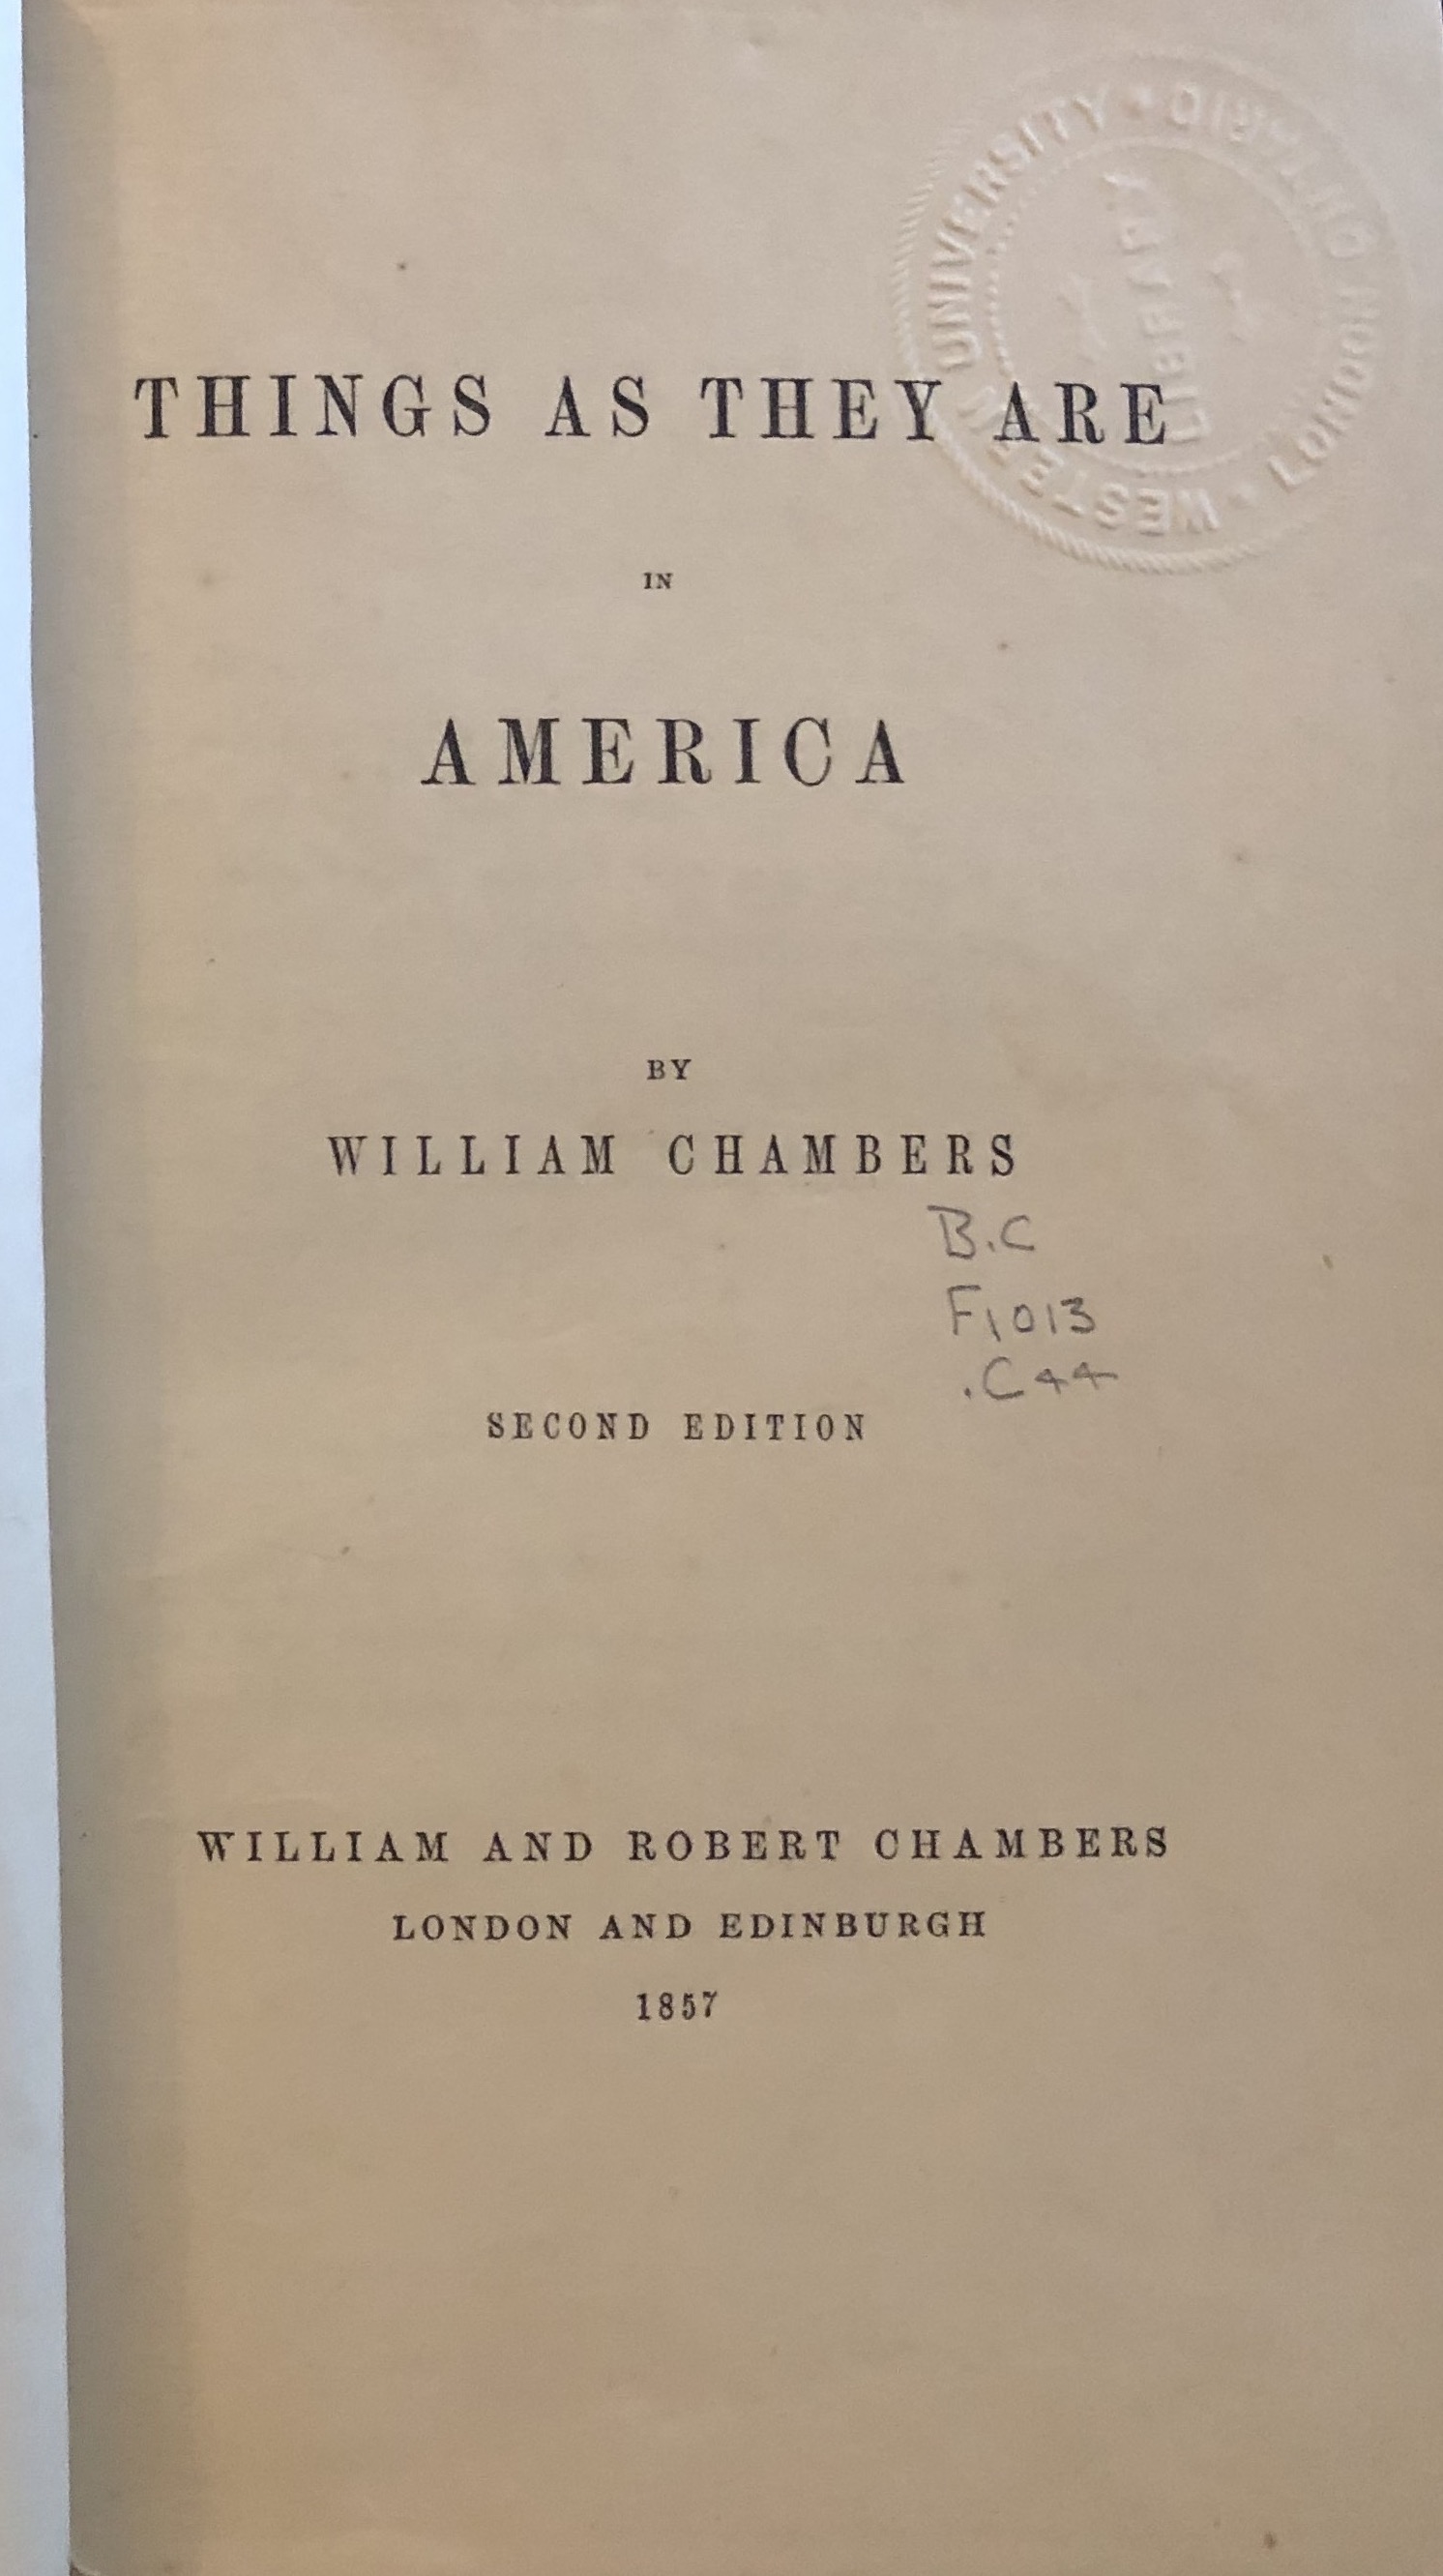 WESTERN UNIVERSITY · LONDON ONTARIO
LIBRARY
THINGS AS THEY ARE
IN
AMERICA
BY
WILLIAM CHAMBERS
B.C
F1013
.C44
SECOND EDITION
WILLIAM AND ROBERT CHAMBERS
LONDON AND EDINBURGH
1857